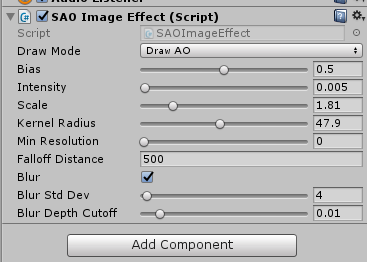 Audio Listener
SAO Image Effect (Script)
Script SAOImageEffect
Draw Mode Draw AO
Bias 0.5
Intensity 0.005
Scale 1.81
Kernel Radius 47.9
Min Resolution 0
Falloff Distance 500
Blur
Blur Std Dev 4
Blur Depth Cutoff 0.01
Add Component